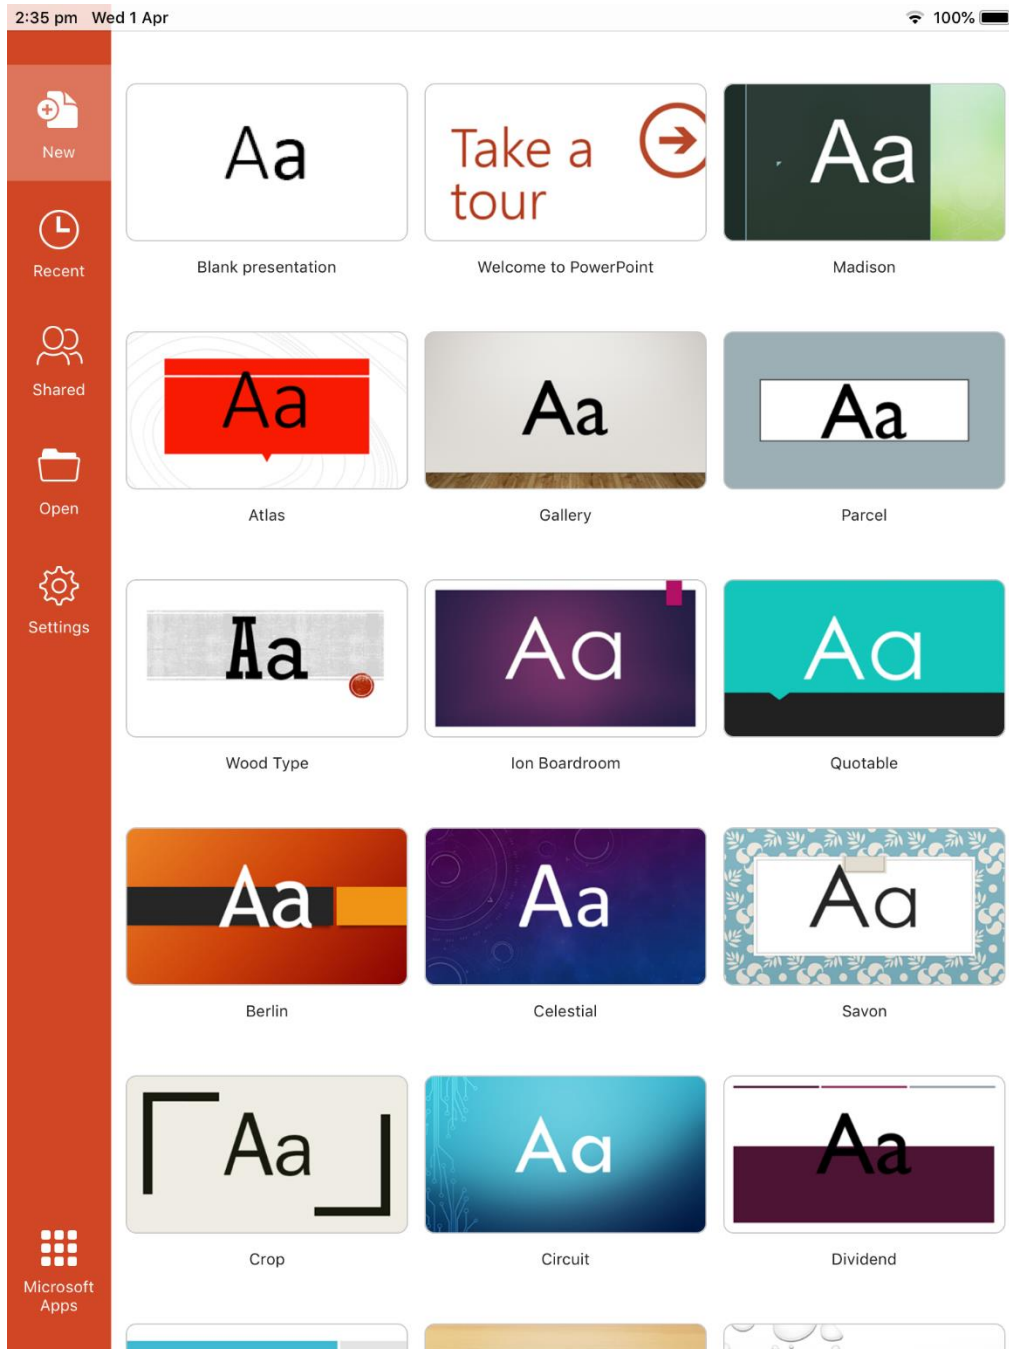 2:35 pm Wed 1 Apr
100%
New
Recent
Shared
Open
Settings
Microsoft
Apps
Aa
Take a
tour
Aa
Blank presentation
Welcome to PowerPoint
Madison
Aa
Aa
Aa
Atlas
Gallery
Parcel
Aa
Aa
Aa
Wood Type
Ion Boardroom
Quotable
Aa
Aa
Aa
Berlin
Celestial
Savon
Aa
Aa
Aa
Crop
Circuit
Dividend